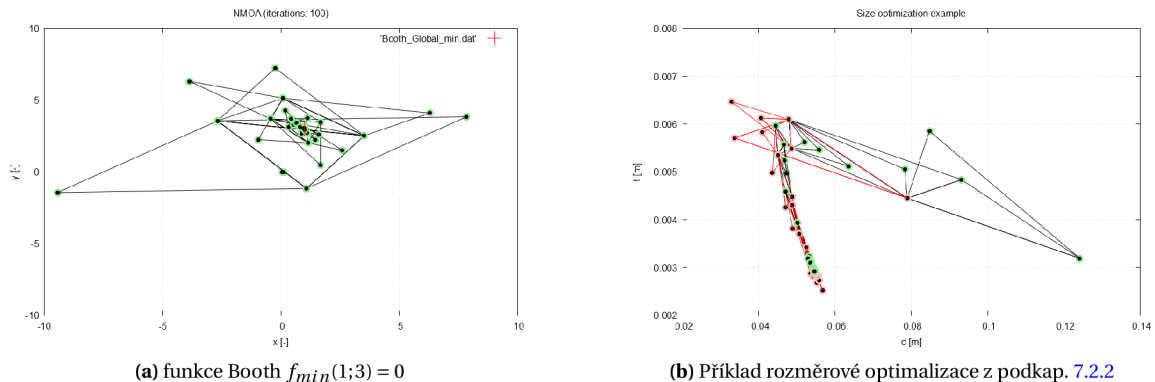 NMOA (iterations: 100)
'Booth_Global_min.dat'
10
5
0
-5
-10
y [-]
-10
-5
0
5
10
x [-]
(a) funkce Booth fmin(1;3) = 0
Size optimization example
0.008
0.007
0.006
0.005
0.004
0.003
0.002
t [m]
0.02
0.04
0.06
0.08
0.1
0.12
0.14
d [m]
(b) Příklad rozměrové optimalizace z podkap. 7.2.2